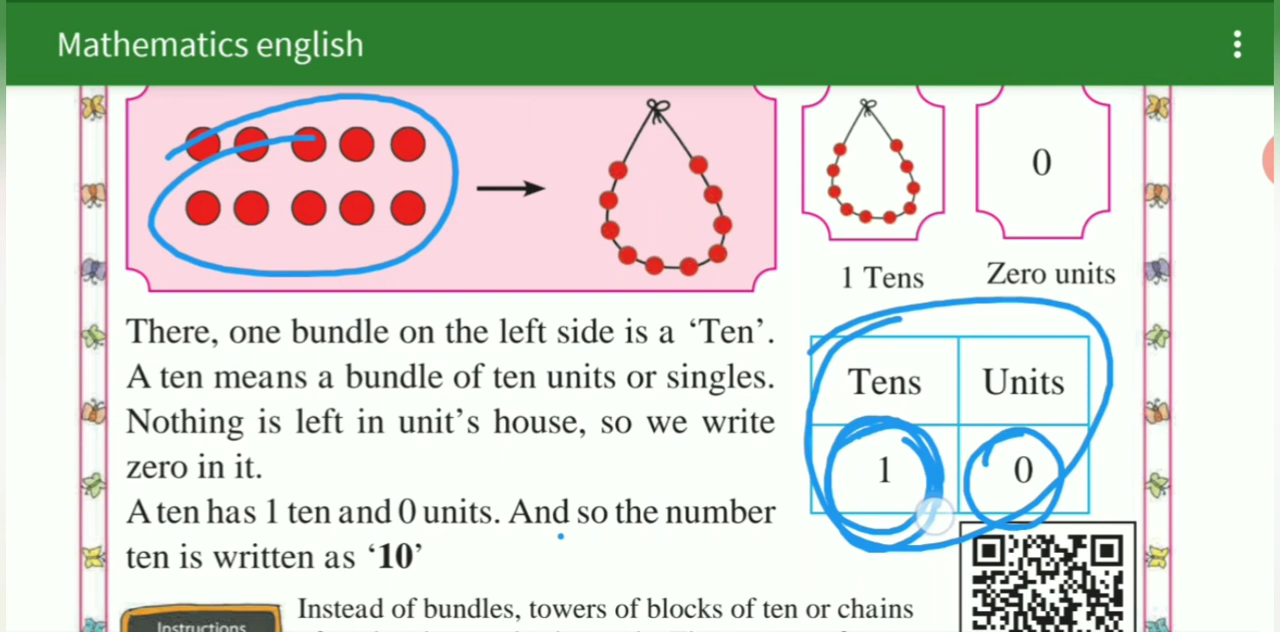 Mathematics english
0
1 Tens
Zero units
There, one bundle on the left side is a ‘Ten’.
A ten means a bundle of ten units or singles.
Nothing is left in unit’s house, so we write
zero in it.
A ten has 1 ten and 0 units. And so the number
ten is written as ‘10’
Tens Units
1 0
Instructions
Instead of bundles, towers of blocks of ten or chains